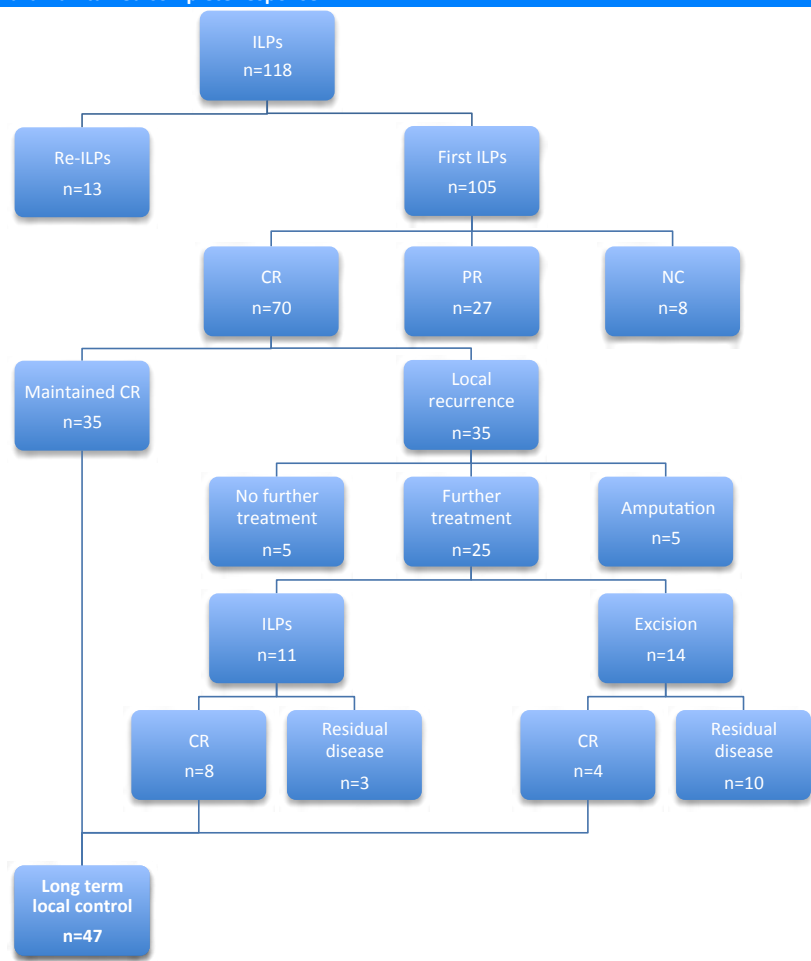 ILPs
n=118
Re-ILPs
n=13
First ILPs
n=105
CR
n=70
PR
n=27
NC
n=8
Maintained CR
n=35
Local
recurrence
n=35
No further
treatment
n=5
Further
treatment
n=25
Amputation
n=5
ILPs
n=11
Excision
n=14
CR
n=8
Residual
disease
n=3
CR
n=4
Residual
disease
n=10
Long term
local control
n=47